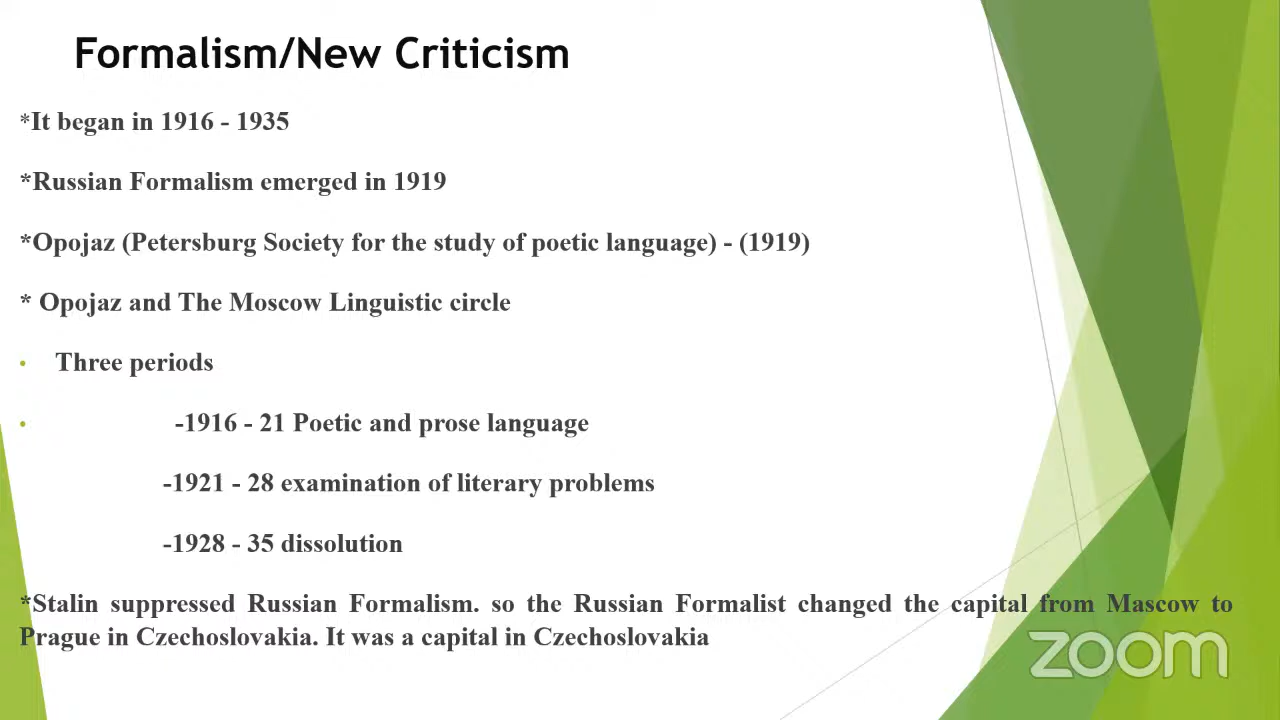 Formalism/New Criticism
*It began in 1916 - 1935
*Russian Formalism emerged in 1919
*Opojaz (Petersburg Society for the study of poetic language) - (1919)
* Opojaz and The Moscow Linguistic circle
• Three periods
• -1916 - 21 Poetic and prose language
-1921 - 28 examination of literary problems
-1928 - 35 dissolution
*Stalin suppressed Russian Formalism. so the Russian Formalist changed the capital from Mascow to
Prague in Czechoslovakia. It was a capital in Czechoslovakia
zoom